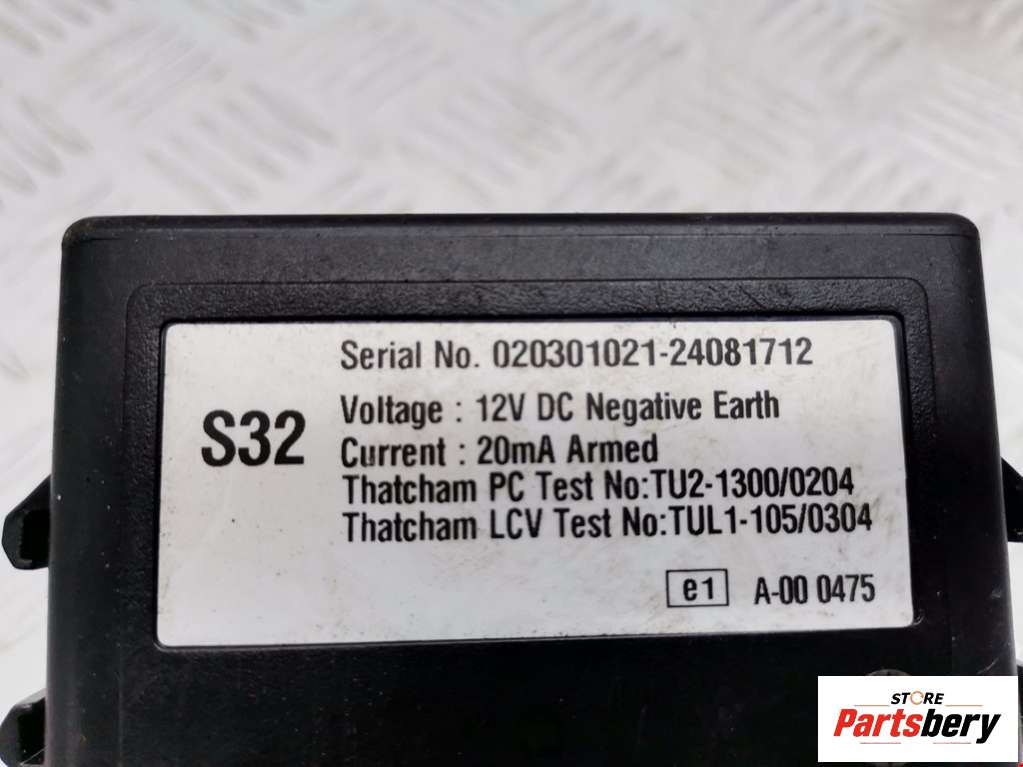 Serial No. 020301021-24081712
S32
Voltage : 12V DC Negative Earth
Current : 20mA Armed
Thatcham PC Test No:TU2-1300/0204
Thatcham LCV Test No:TUL1-105/0304
e1 A-00 0475
STORE
Partsbery